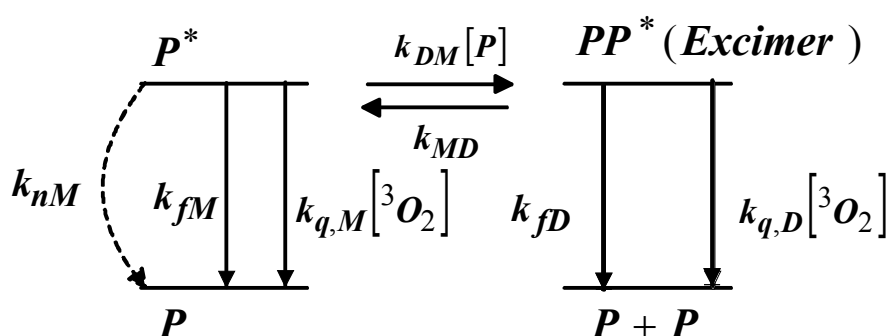 P* k_DM[P] PP*(Excimer )
k_MD
k_nM k_fM k_q,M[³O₂] k_fD k_q,D[³O₂]
P P + P